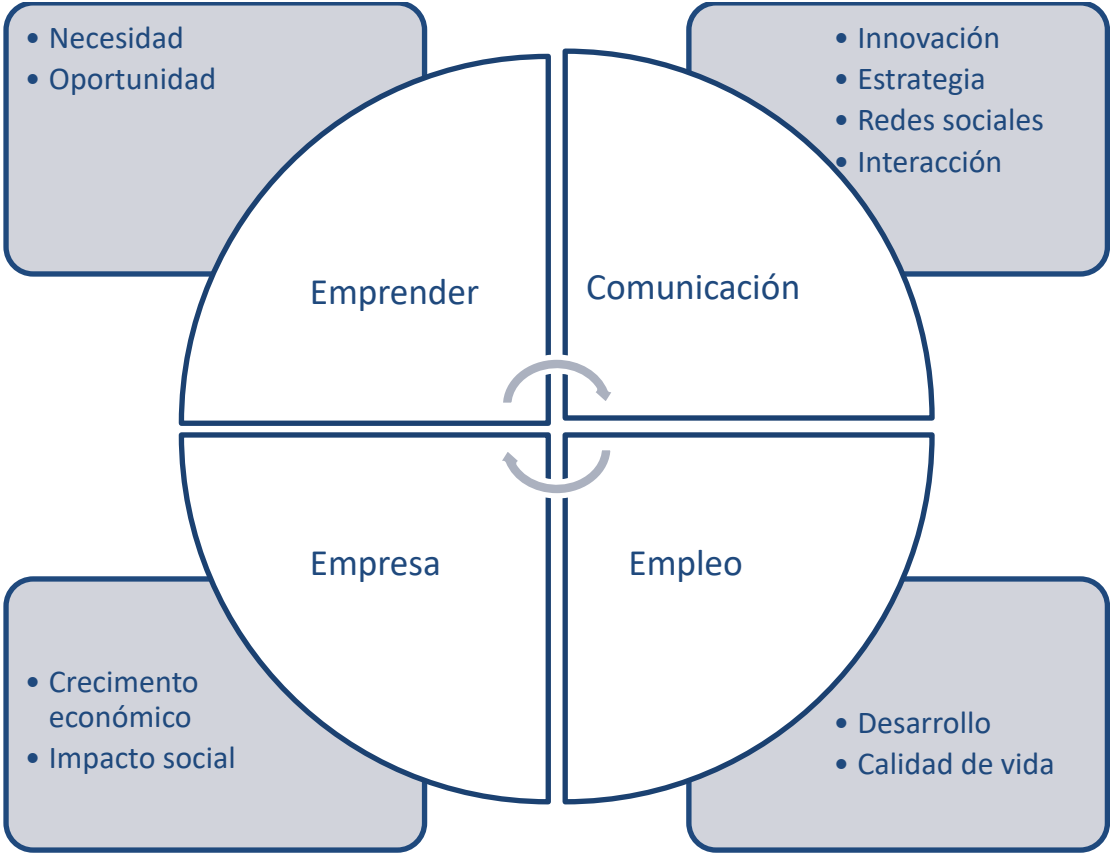 • Necesidad
• Oportunidad
• Innovación
• Estrategia
• Redes sociales
• Interacción
Emprender
Comunicación
Empresa
Empleo
• Crecimento
económico
• Impacto social
• Desarrollo
• Calidad de vida